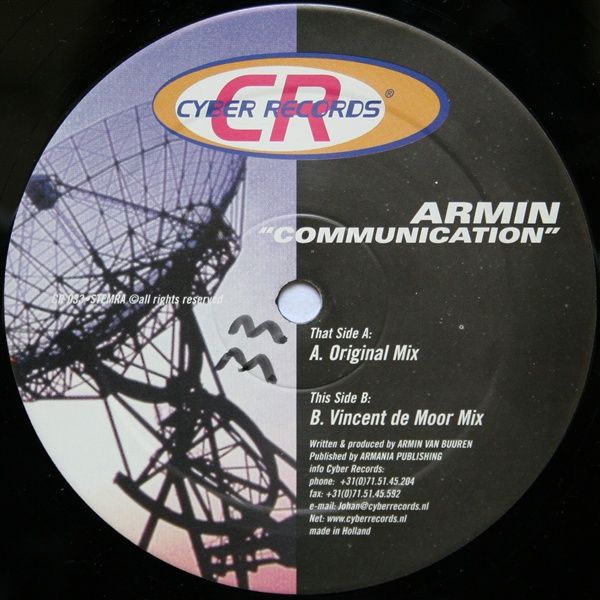 CR
CYBER RECORDS®
ARMIN
"COMMUNICATION"
STEMRA ©all rights reserved
That Side A:
A. Original Mix
This Side B:
B. Vincent de Moor Mix
Written & produced by ARMIN VAN BUUREN
Published by ARMANIA PUBLISHING
info Cyber Records:
phone: +31(0)71.51.45.204
fax: +31(0)71.51.45.592
e-mail: Johan@cyberrecords.nl
Net: www.cyberrecords.nl
made in Holland